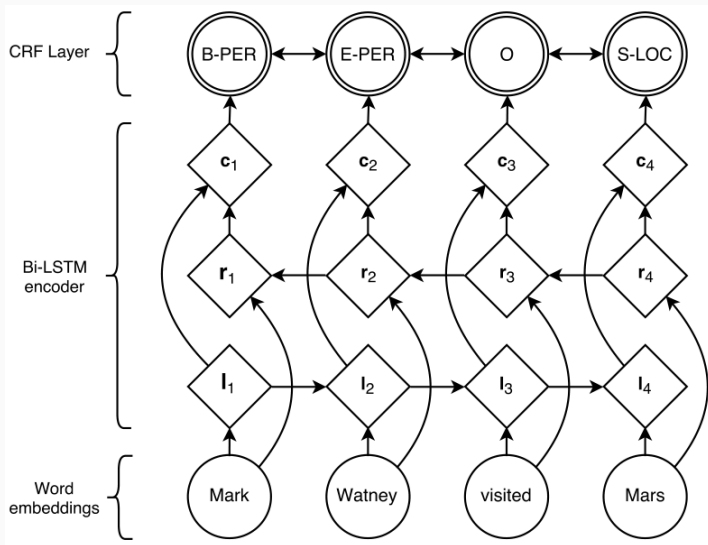 CRF Layer
B-PER E-PER O S-LOC
c1 c2 c3 c4
Bi-LSTM
encoder
r1 r2 r3 r4
l1 l2 l3 l4
Word
embeddings
Mark Watney visited Mars